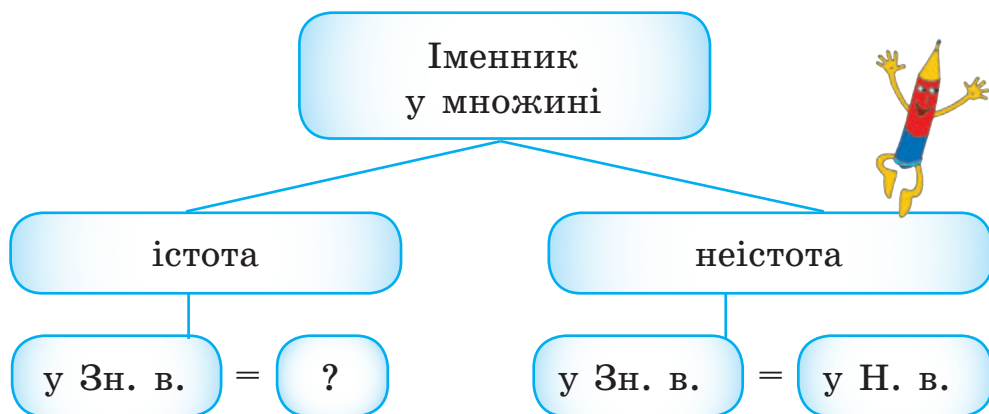 Іменник
у множині
істота
неістота
у Зн. в. = ?
у Зн. в. = у Н. в.